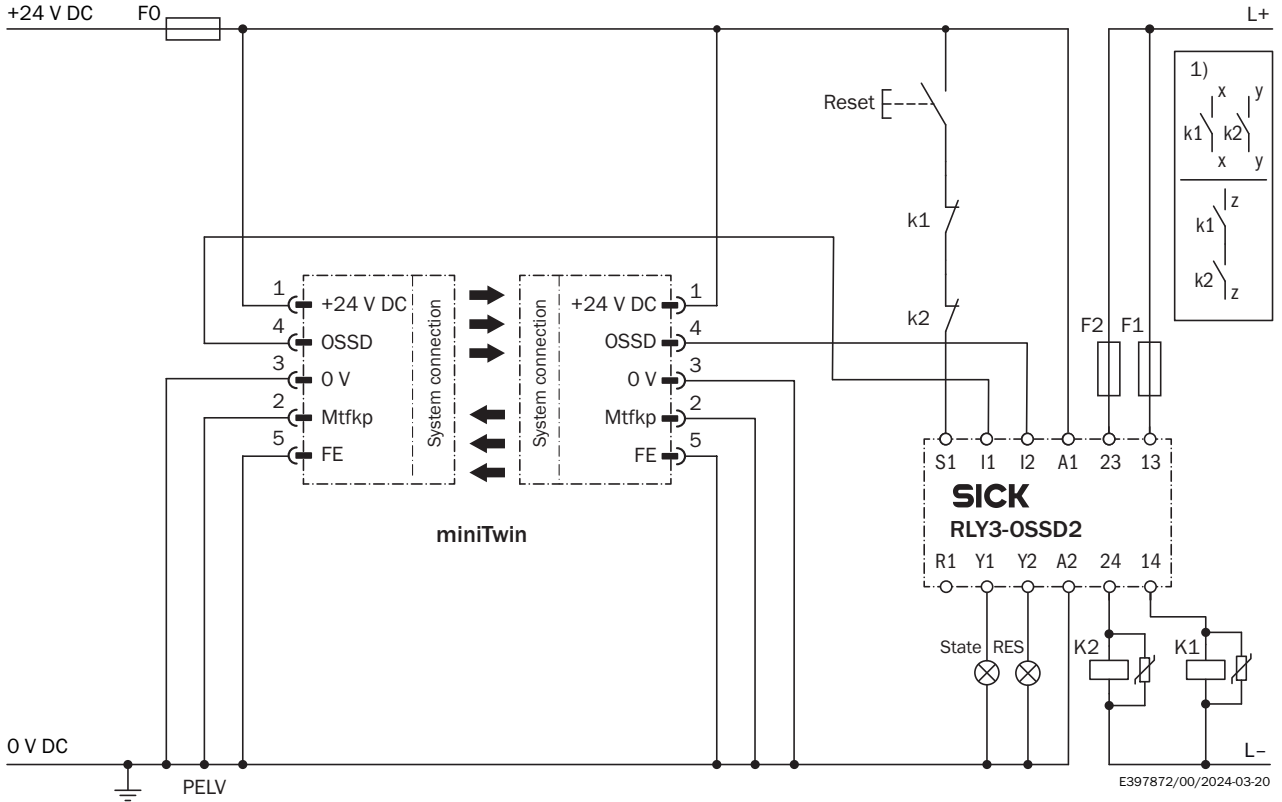 +24 V DC
F0
L+
1)
x
y
k1
k2
x
y
z
k1
k2
z
Reset
k1
k2
F2
F1
1
+24 V DC
4
OSSD
3
0 V
2
Mtfkp
5
FE
System connection
System connection
+24 V DC
1
OSSD
4
0 V
3
Mtfkp
2
FE
5
miniTwin
S1
I1
I2
A1
23
13
SICK
RLY3-OSSD2
R1
Y1
Y2
A2
24
14
State
RES
K2
K1
0 V DC
PELV
L–
E397872/00/2024-03-20